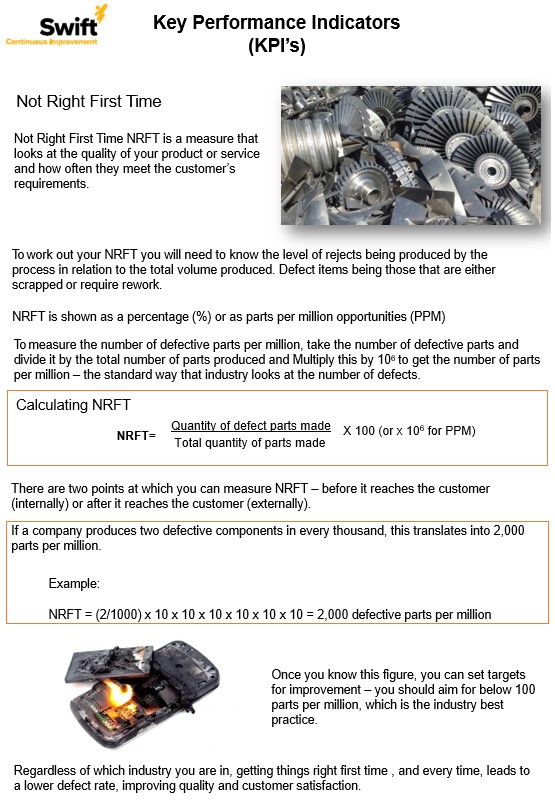 Swift
Continuous Improvement
Key Performance Indicators
(KPI's)
Not Right First Time
Not Right First Time NRFT is a measure that
looks at the quality of your product or service
and how often they meet the customer's
requirements.
To work out your NRFT you will need to know the level of rejects being produced by the
process in relation to the total volume produced. Defect items being those that are either
scrapped or require rework.
NRFT is shown as a percentage (%) or as parts per million opportunities (PPM)
To measure the number of defective parts per million, take the number of defective parts and
divide it by the total number of parts produced and Multiply this by 10⁶ to get the number of parts
per million – the standard way that industry looks at the number of defects.
Calculating NRFT
NRFT= Quantity of defect parts made X 100 (or x 10⁶ for PPM)
Total quantity of parts made
There are two points at which you can measure NRFT – before it reaches the customer
(internally) or after it reaches the customer (externally).
If a company produces two defective components in every thousand, this translates into 2,000
parts per million.
Example:
NRFT = (2/1000) x 10 x 10 x 10 x 10 x 10 x 10 = 2,000 defective parts per million
Once you know this figure, you can set targets
for improvement – you should aim for below 100
parts per million, which is the industry best
practice.
Regardless of which industry you are in, getting things right first time , and every time, leads to
a lower defect rate, improving quality and customer satisfaction.